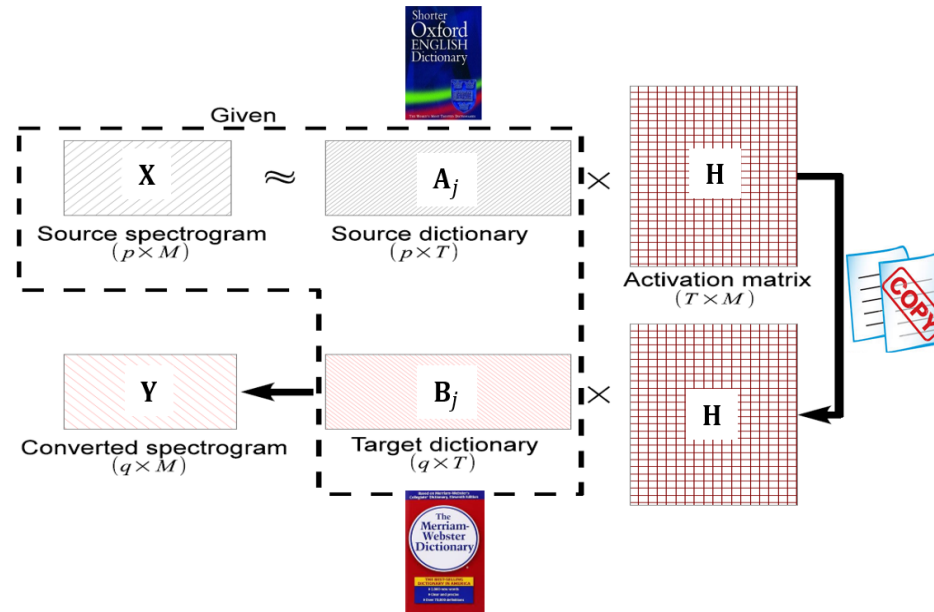 Shorter
Oxford
ENGLISH
Dictionary
Given
X ≈ A_j × H
Source spectrogram
(p×M)
Source dictionary
(p×T)
Activation matrix
(T×M)
COPY
Y B_j × H
Converted spectrogram
(q×M)
Target dictionary
(q×T)
The
Merriam-
Webster
Dictionary